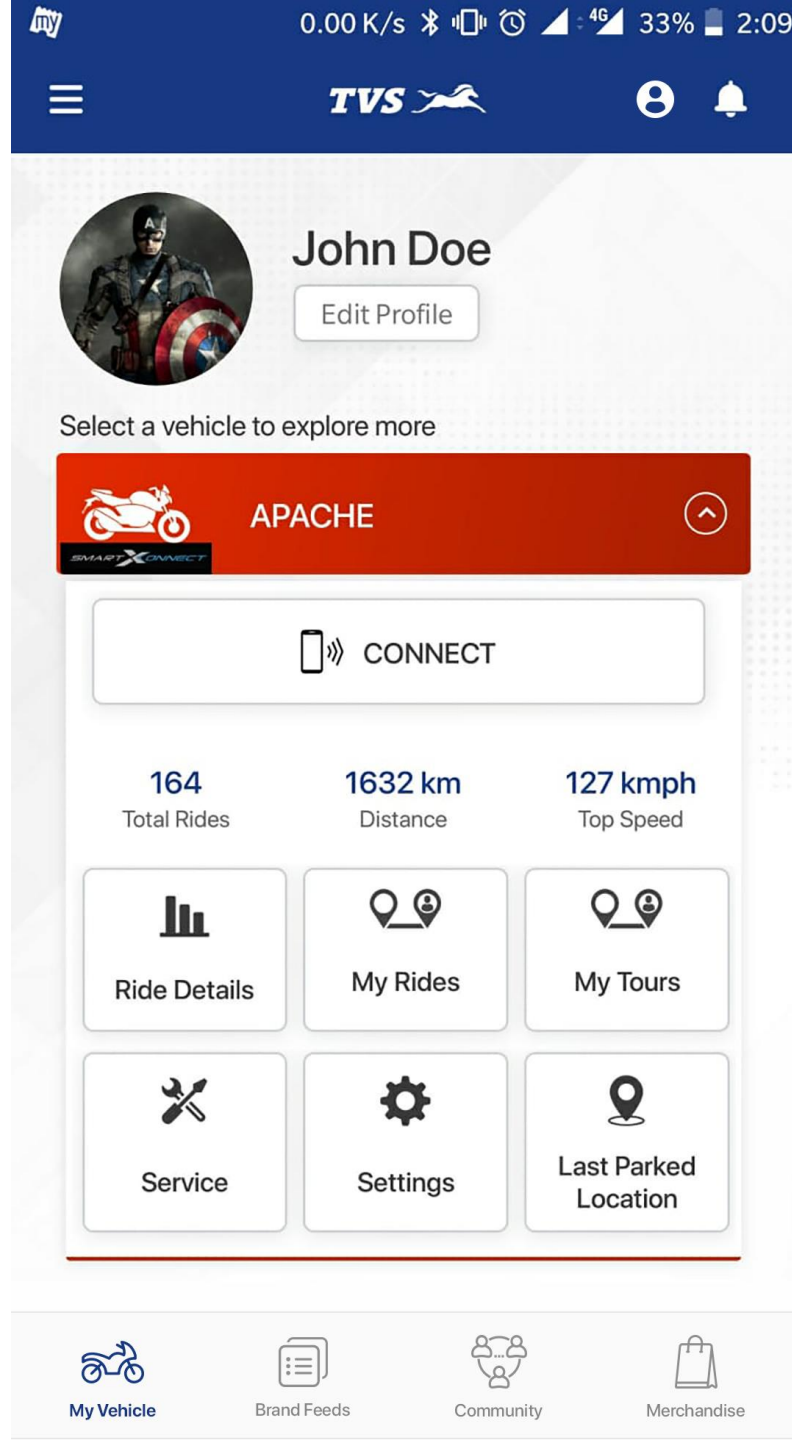 my
0.00 K/s 4G 33% 2:09
TVS
John Doe
Edit Profile
Select a vehicle to explore more
A
APACHE
SMARTXONNECT
CONNECT
164 1632 km 127 kmph
Total Rides Distance Top Speed
Ride Details My Rides My Tours
Service Settings Last Parked
Location
My Vehicle Brand Feeds Community Merchandise